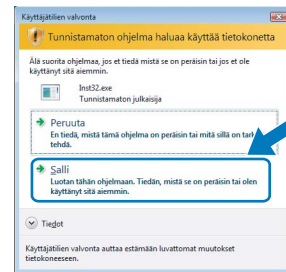 Käyttäjätilien valvonta
Tunnistamaton ohjelma haluaa käyttää tietokonetta
Älä suorita ohjelmaa, jos et tiedä mistä se on peräisin tai jos et ole
käyttänyt sitä aiemmin.
Inst32.exe
Tunnistamaton julkaisija
Peruuta
En tiedä, mistä tämä ohjelma on peräisin tai mitä sillä on
tehdä.
Salli
Luotan tähän ohjelmaan. Tiedän, mistä se on peräisin tai olen
käyttänyt sitä aiemmin.
Tiedot
Käyttäjätilien valvonta auttaa estämään luvattomat muutokset
tietokoneeseen.